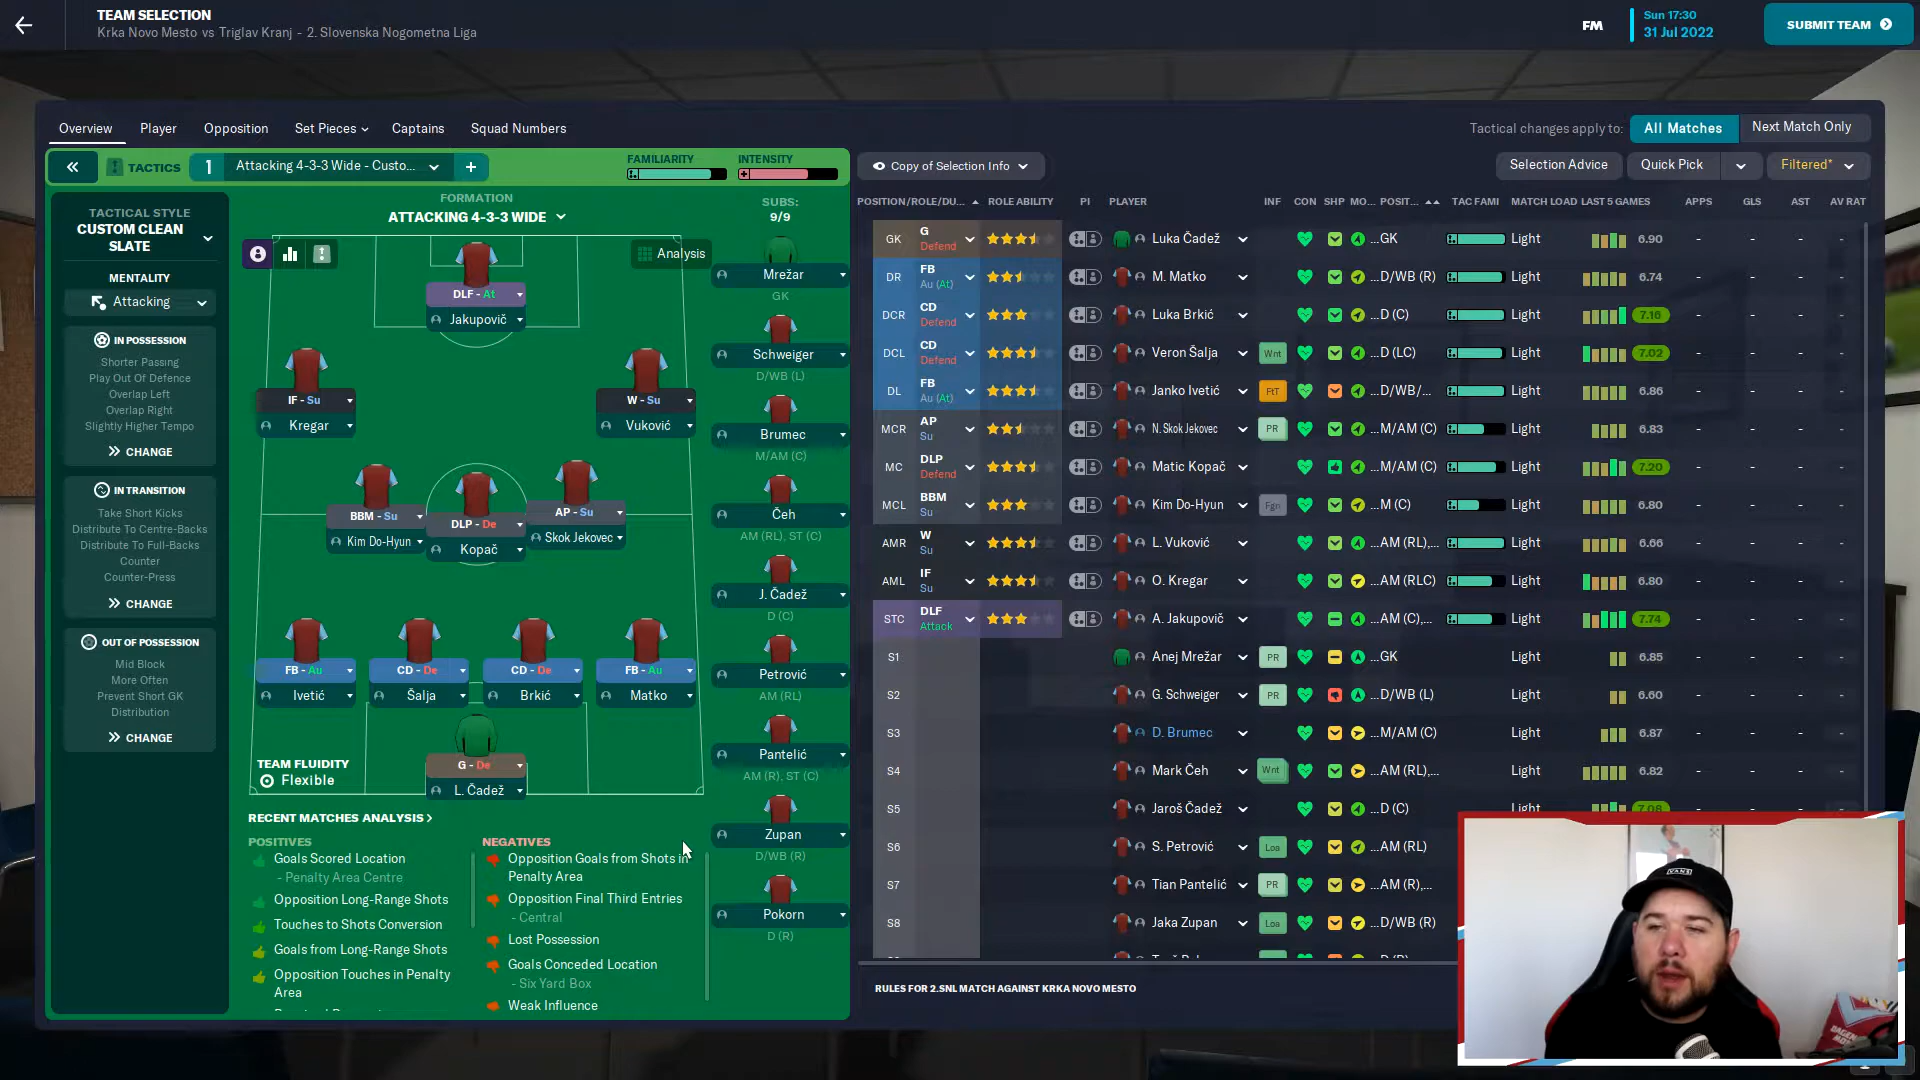 TEAM SELECTION
Krka Novo Mesto vs Triglav Kranj - 2. Slovenska Nogometna Liga
FM
Sun 17:30
31 Jul 2022
SUBMIT TEAM
Overview
Player
Opposition
Set Pieces
Captains
Squad Numbers
Tactical changes apply to:
All Matches
Next Match Only
TACTICS
1
Attacking 4-3-3 Wide - Custo...
+
FAMILIARITY
INTENSITY
Copy of Selection Info
Selection Advice
Quick Pick
Filtered*
TACTICAL STYLE
CUSTOM CLEAN
SLATE
MENTALITY
Attacking
IN POSSESSION
Shorter Passing
Play Out Of Defence
Overlap Left
Overlap Right
Slightly Higher Tempo
CHANGE
IN TRANSITION
Take Short Kicks
Distribute To Centre-Backs
Distribute To Full-Backs
Counter
Counter-Press
CHANGE
OUT OF POSSESSION
Mid Block
More Often
Prevent Short GK
Distribution
CHANGE
FORMATION
ATTACKING 4-3-3 WIDE
Analysis
DLF - At
Jakupovič
IF - Su
Kregar
W - Su
Vuković
BBM - Su
Kim Do-Hyun
DLP - De
Kopač
AP - Su
Skok Jekovec
FB - Au
Ivetić
CD - De
Šalja
CD - De
Brkić
FB - Au
Matko
G - De
L. Čadež
TEAM FLUIDITY
Flexible
SUBS:
9/9
Mrežar
GK
Schweiger
D/WB (L)
Brumec
M/AM (C)
Čeh
AM (RL), ST (C)
J. Čadež
D (C)
Petrović
AM (RL)
Pantelić
AM (R), ST (C)
Zupan
D/WB (R)
Pokorn
D (R)
RECENT MATCHES ANALYSIS
POSITIVES
Goals Scored Location
- Penalty Area Centre
Opposition Long-Range Shots
Touches to Shots Conversion
Goals from Long-Range Shots
Opposition Touches in Penalty
Area
NEGATIVES
Opposition Goals from Shots in
Penalty Area
Opposition Final Third Entries
- Central
Lost Possession
Goals Conceded Location
- Six Yard Box
Weak Influence
POSITION/ROLE/DU... ROLE ABILITY PI PLAYER INF CON SHP MO... POSIT... TAC FAMI MATCH LOAD LAST 5 GAMES APPS GLS AST AV RAT
GK G Defend Luka Čadež ...GK Light 6.90 - - - -
DR FB Au (At) M. Matko ...D/WB (R) Light 6.74 - - - -
DCR CD Defend Luka Brkić ...D (C) Light 7.16 - - - -
DCL CD Defend Veron Šalja Wnt ...D (LC) Light 7.02 - - - -
DL FB Au (At) Janko Ivetić FtT ...D/WB/... Light 6.86 - - - -
MCR AP Su N. Skok Jekovec PR ...M/AM (C) Light 6.83 - - - -
MC DLP Defend Matic Kopač ...M/AM (C) Light 7.20 - - - -
MCL BBM Su Kim Do-Hyun Fgn ...M (C) Light 6.80 - - - -
AMR W Su L. Vuković ...AM (RL),... Light 6.66 - - - -
AML IF Su O. Kregar ...AM (RLC) Light 6.80 - - - -
STC DLF Attack A. Jakupovič ...AM (C),... Light 7.74 - - - -
S1 Anej Mrežar PR ...GK Light 6.85 - - - -
S2 G. Schweiger PR ...D/WB (L) Light 6.60 - - - -
S3 D. Brumec ...M/AM (C) Light 6.87 - - - -
S4 Mark Čeh Wnt ...AM (RL),... Light 6.82 - - - -
S5 Jaroš Čadež ...D (C) Light 7.08
S6 S. Petrović Loa ...AM (RL)
S7 Tian Pantelić PR ...AM (R),...
S8 Jaka Zupan Loa ...D/WB (R)
RULES FOR 2.SNL MATCH AGAINST KRKA NOVO MESTO
VANS